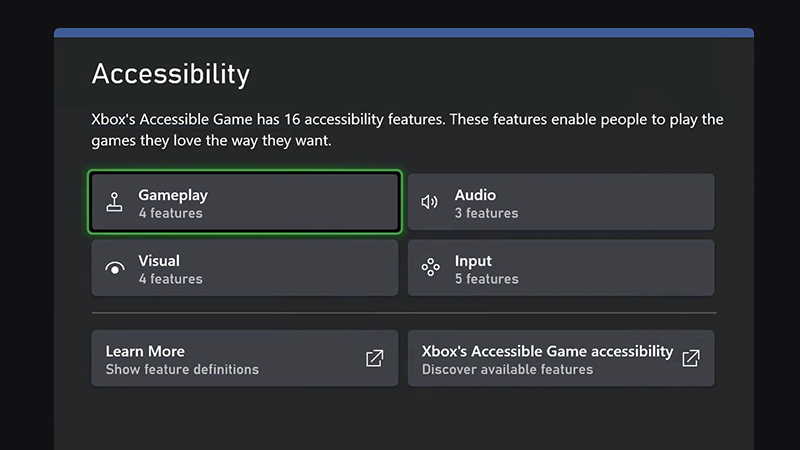 Accessibility
Xbox's Accessible Game has 16 accessibility features. These features enable people to play the
games they love the way they want.
Gameplay
4 features
Audio
3 features
Visual
4 features
Input
5 features
Learn More
Show feature definitions
Xbox's Accessible Game accessibility
Discover available features